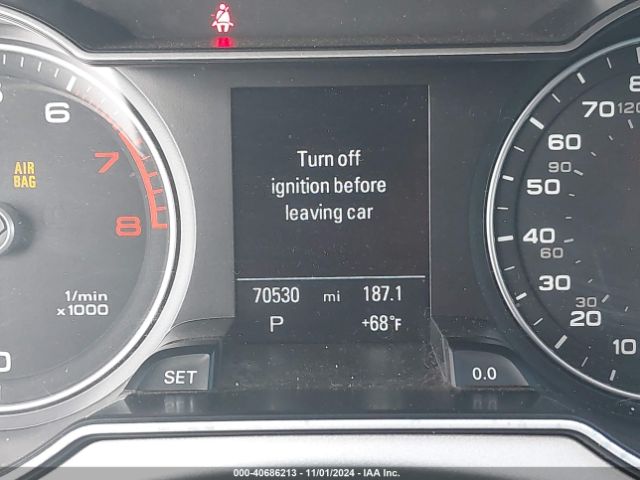 6
7
8
AIR
BAG
1/min
x1000
0
Turn off
ignition before
leaving car
70530 mi 187.1
P +68°F
SET
0.0
70
120
60
90
50
40
60
30
30
20
10
000-40686213 - 11/01/2024 - IAA Inc.